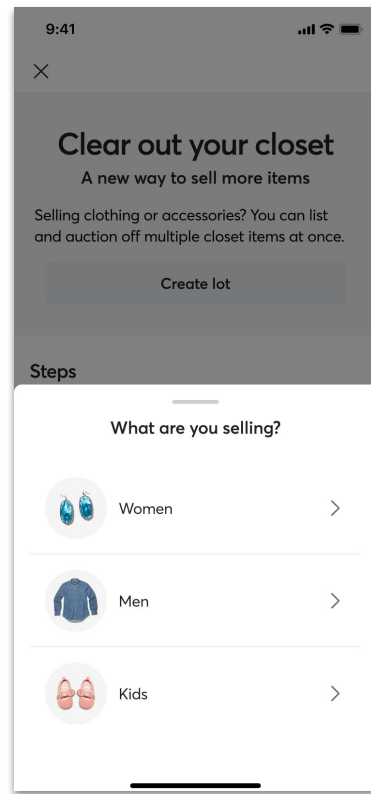 9:41
Clear out your closet
A new way to sell more items
Selling clothing or accessories? You can list
and auction off multiple closet items at once.
Create lot
Steps
What are you selling?
Women
Men
Kids